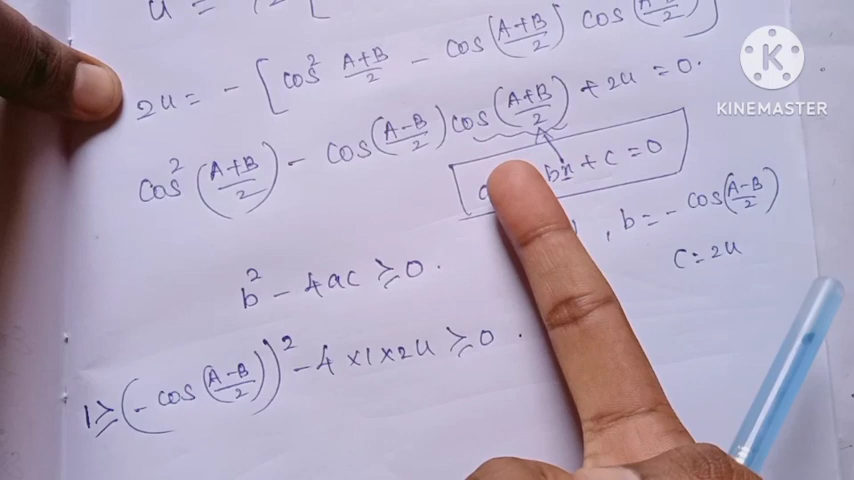 u =
2u = - [ cos² A+B/2 - cos(A+B/2) cos(A-B/2) ]
cos²(A+B/2) - cos(A-B/2) cos(A+B/2) + 2u = 0.
bx + c = 0
, b = - cos(A-B/2)
c = 2u
b² - 4ac ≥ 0.
1 ≥ (- cos(A-B/2))² - 4 × 1 × 2u ≥ 0.
K
KINEMASTER